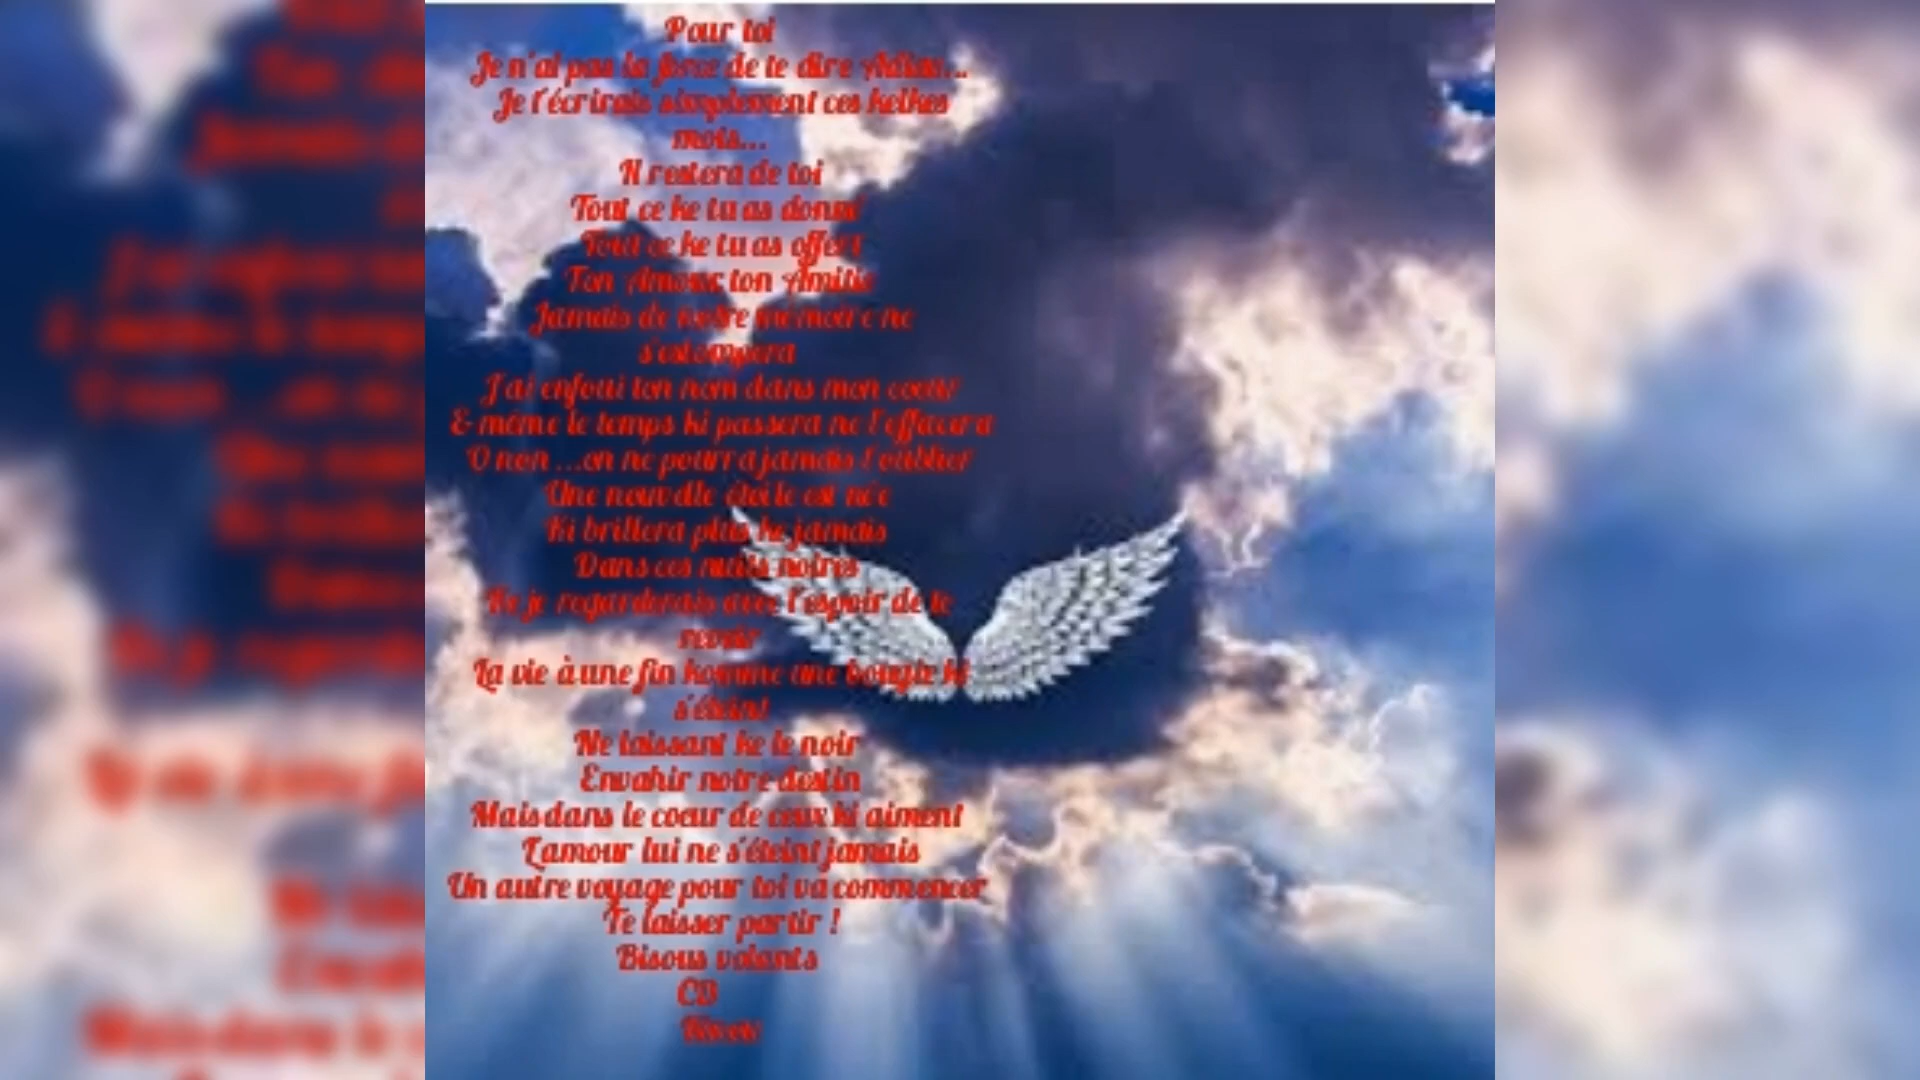 Pour toi
Je n'ai pas la force de te dire Adieu...
Je t'écrirais simplement ces kelkes
mots...
Il restera de toi
Tout ce ke tu as donné
Tout ce ke tu as offert
Ton Amour ton Amitié
Jamais de notre mémoire ne
s'estompera
J'ai enfoui ton nom dans mon coeur
& même le temps ki passera ne l'effacera
O non ...on ne pourra jamais l'oublier
Une nouvelle étoile est née
Ki brillera plus ke jamais
Dans ces nuits noires
Ke je regarderais avec l'espoir de te
revoir
La vie à une fin komme une bougie ki
s'éteint!
Ne laissant ke le noir
Envahir notre destin
Mais dans le coeur de ceux ki aiment
L'amour lui ne s'éteint jamais
Un autre voyage pour toi va commencer
Te laisser partir !
Bisous volants
CB